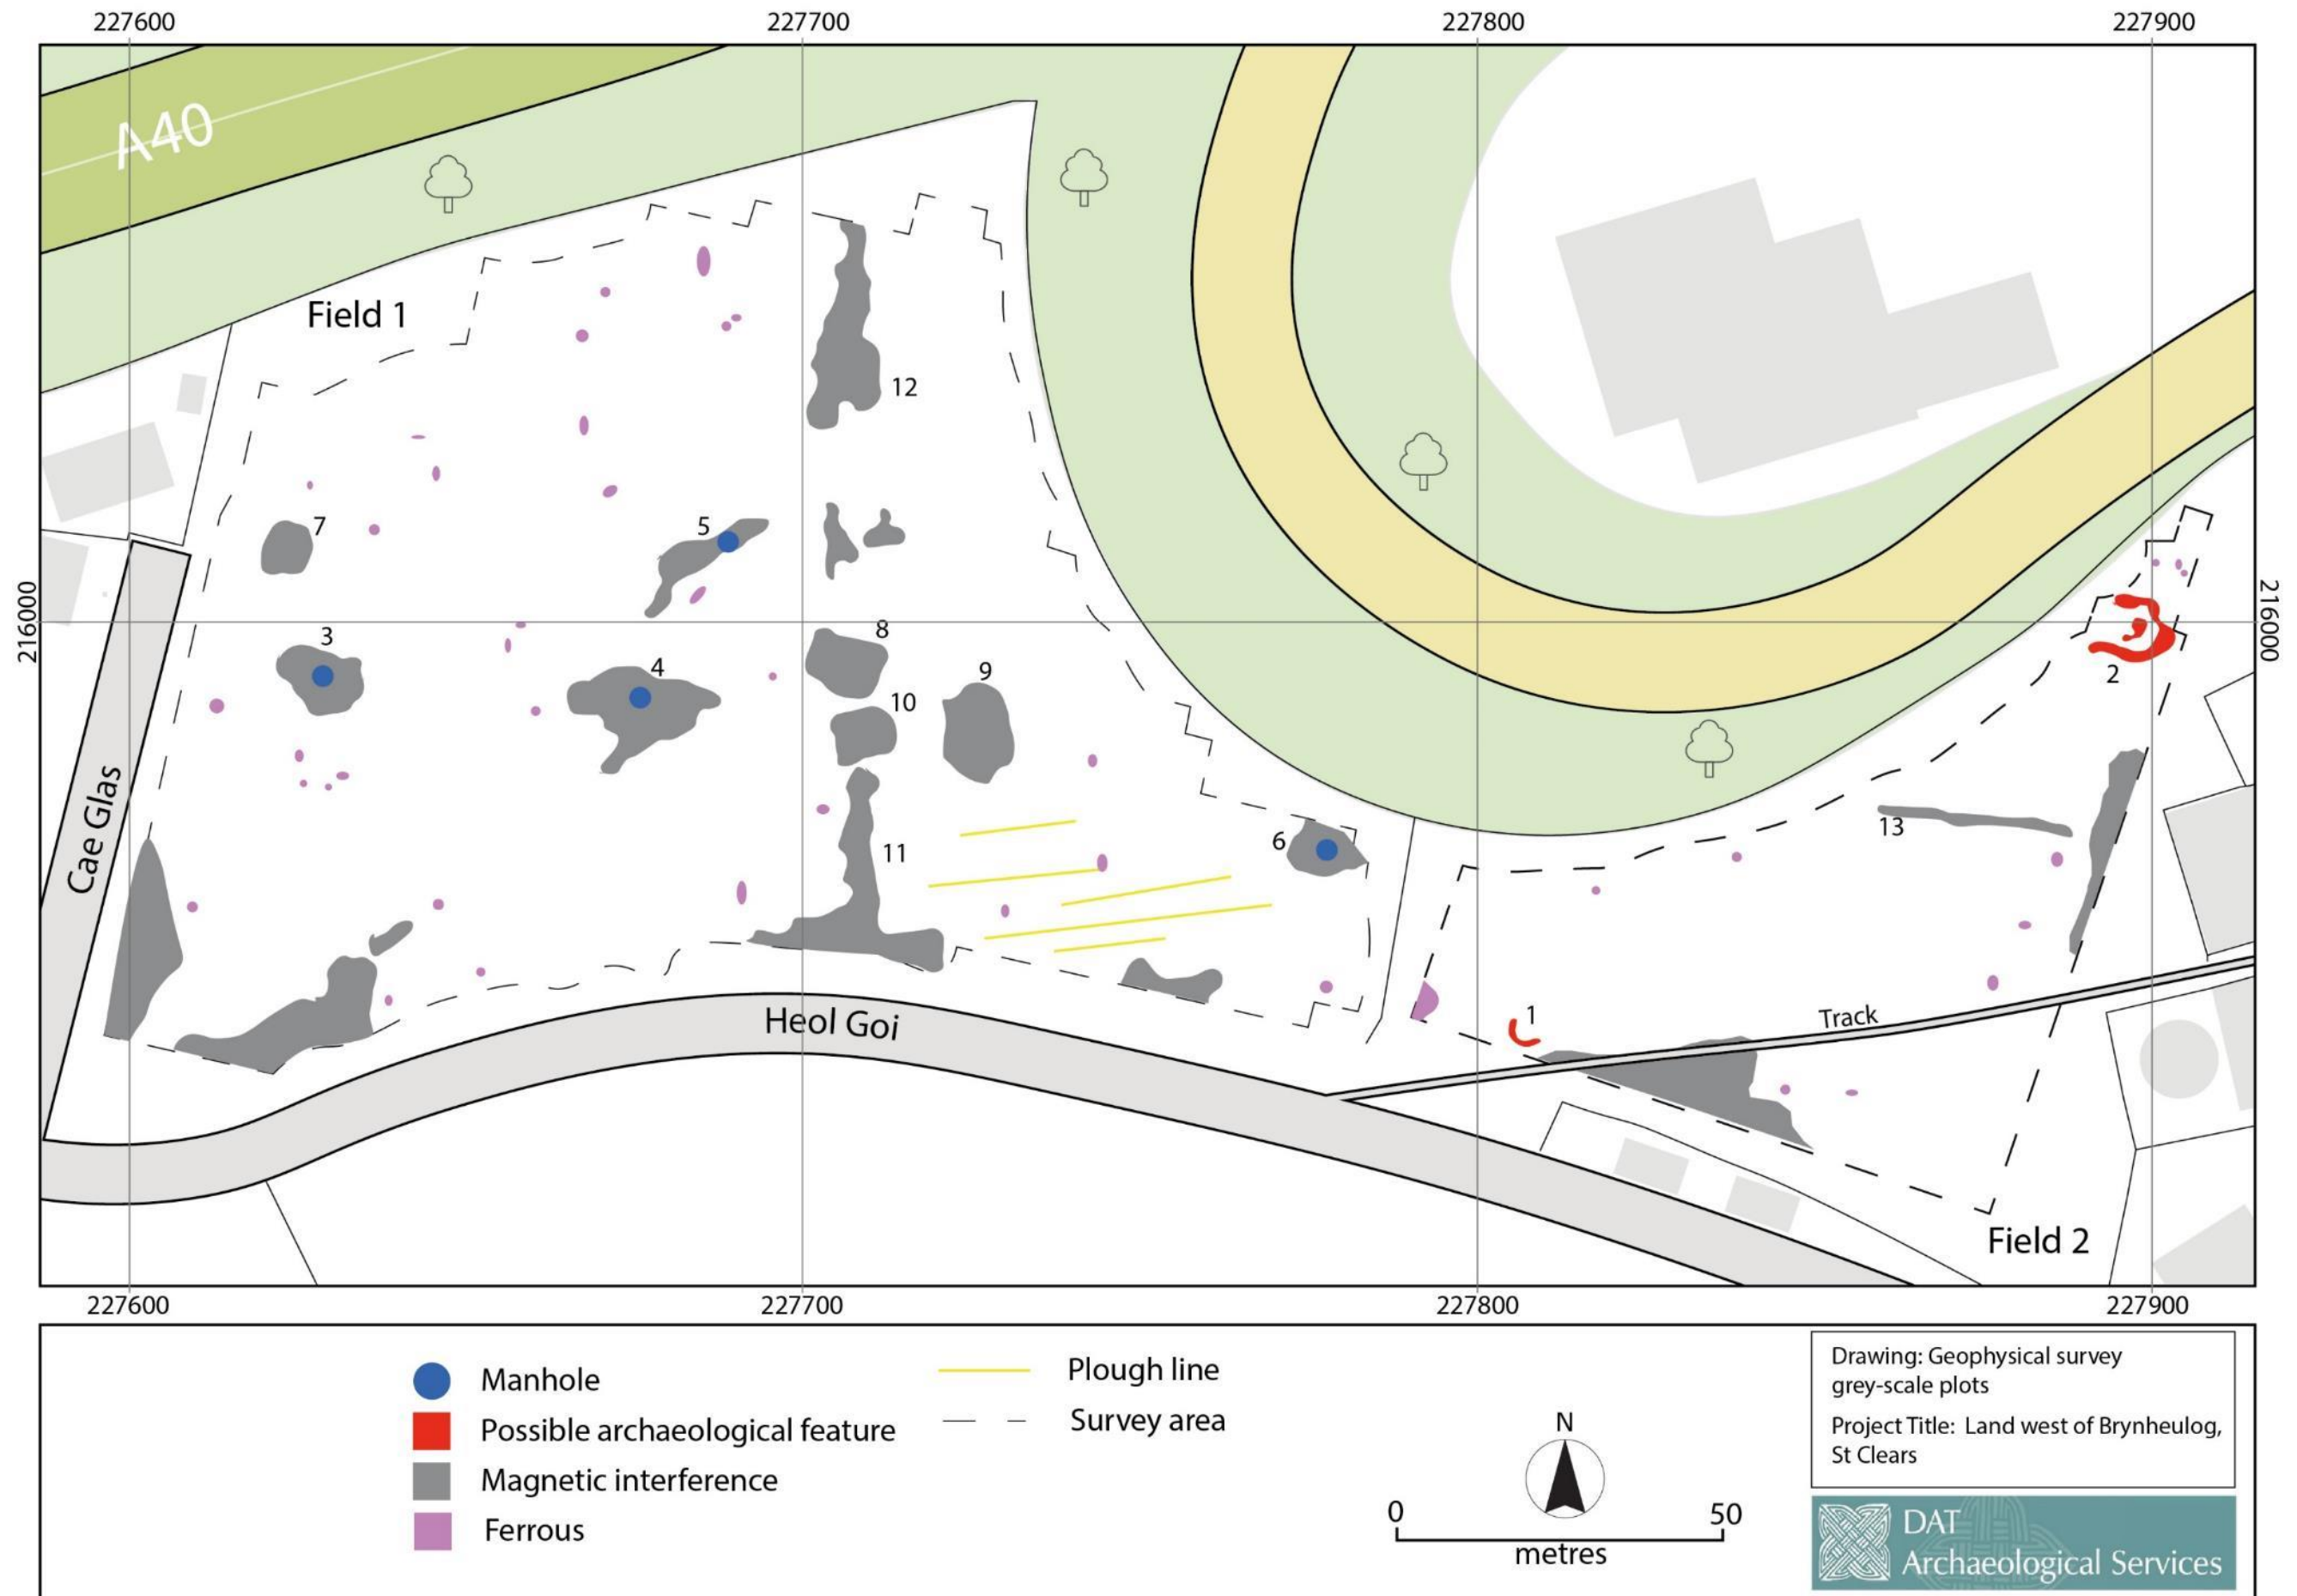 227600
227700
227800
227900
A40
Field 1
12
7
5
216000
216000
3
4
8
9
10
2
Cae Glas
11
6
13
1
Heol Goi
Track
Field 2
227600
227700
227800
227900
Manhole
Possible archaeological feature
Magnetic interference
Ferrous
Plough line
Survey area
N
0
50
metres
Drawing: Geophysical survey
grey-scale plots
Project Title: Land west of Brynheulog,
St Clears
DAT
Archaeological Services